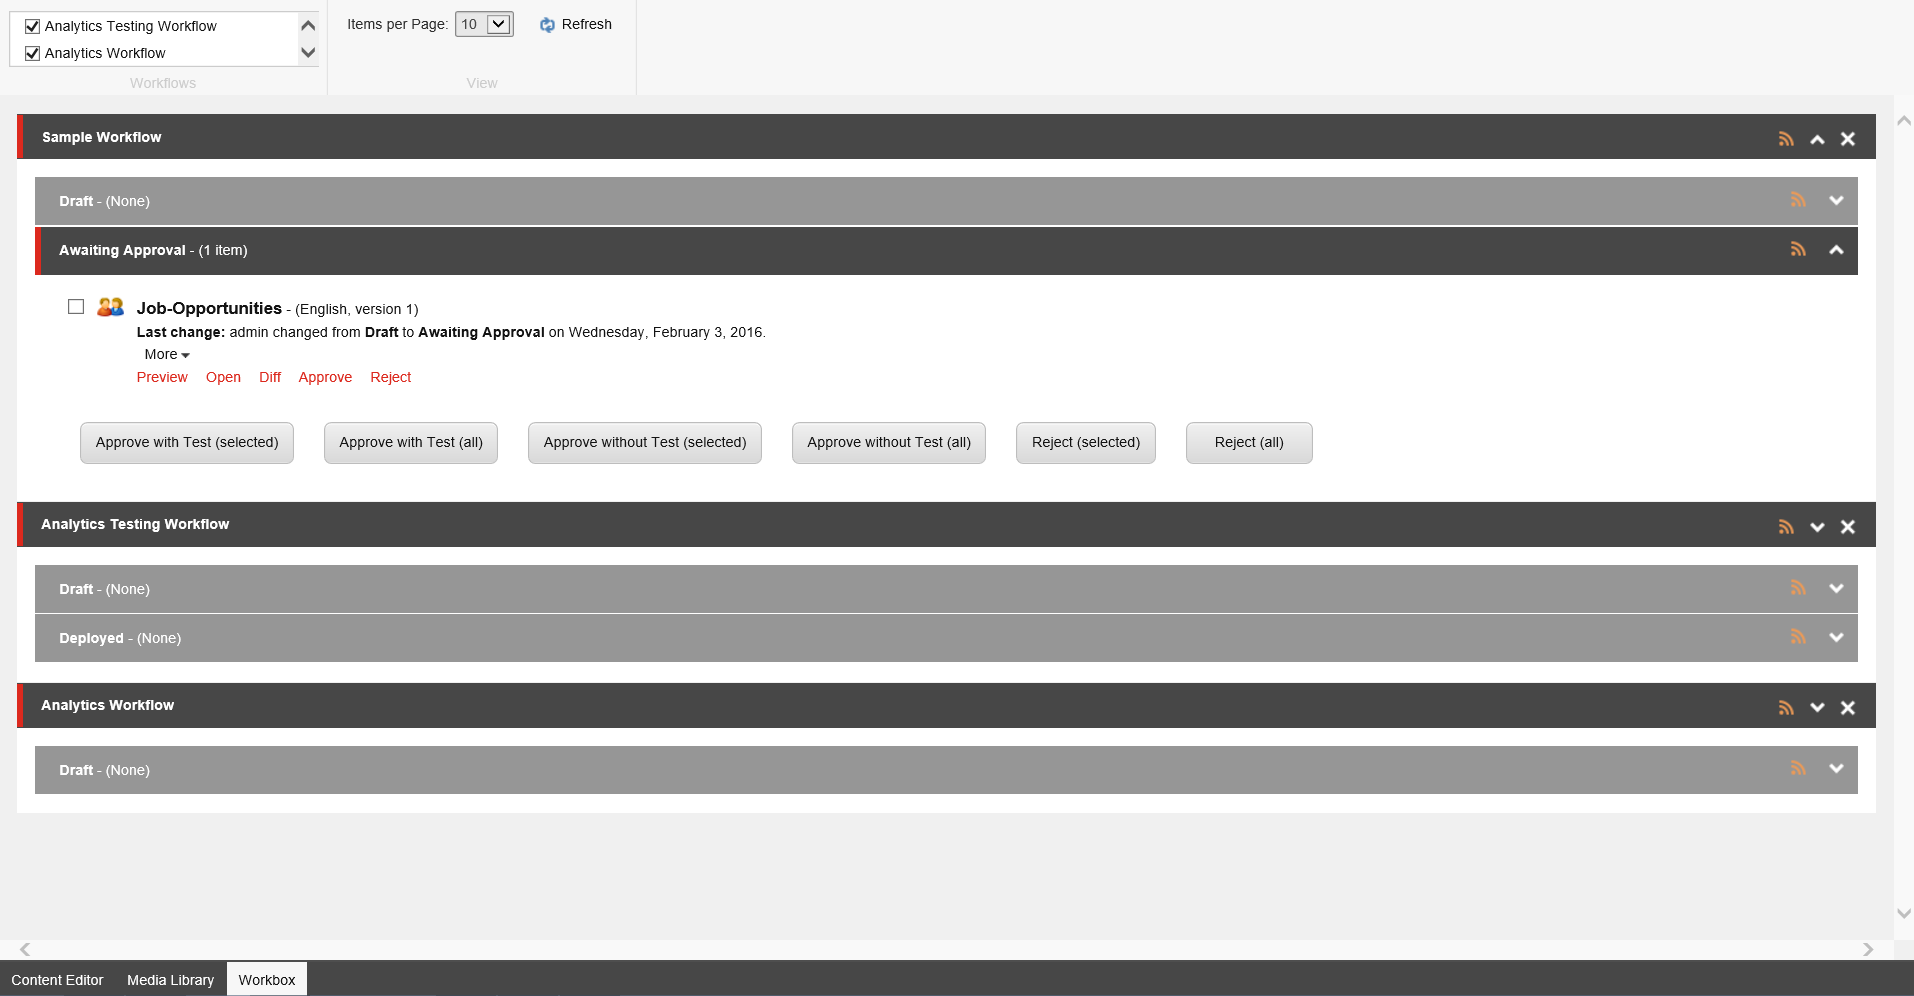 Analytics Testing Workflow
Analytics Workflow
Workflows
Items per Page: 10 Refresh
View
Sample Workflow
Draft - (None)
Awaiting Approval - (1 item)
Job-Opportunities - (English, version 1)
Last change: admin changed from Draft to Awaiting Approval on Wednesday, February 3, 2016.
More
Preview Open Diff Approve Reject
Approve with Test (selected) Approve with Test (all) Approve without Test (selected) Approve without Test (all) Reject (selected) Reject (all)
Analytics Testing Workflow
Draft - (None)
Deployed - (None)
Analytics Workflow
Draft - (None)
Content Editor Media Library Workbox